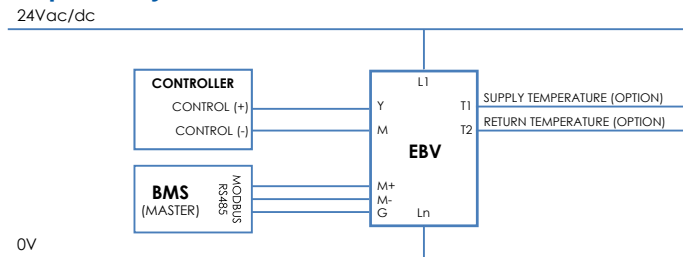 24Vac/dc
L1
CONTROLLER
CONTROL (+)
CONTROL (-)
Y
M
T1
T2
SUPPLY TEMPERATURE (OPTION)
RETURN TEMPERATURE (OPTION)
EBV
BMS
(MASTER)
MODBUS
RS485
M+
M-
G
Ln
0V